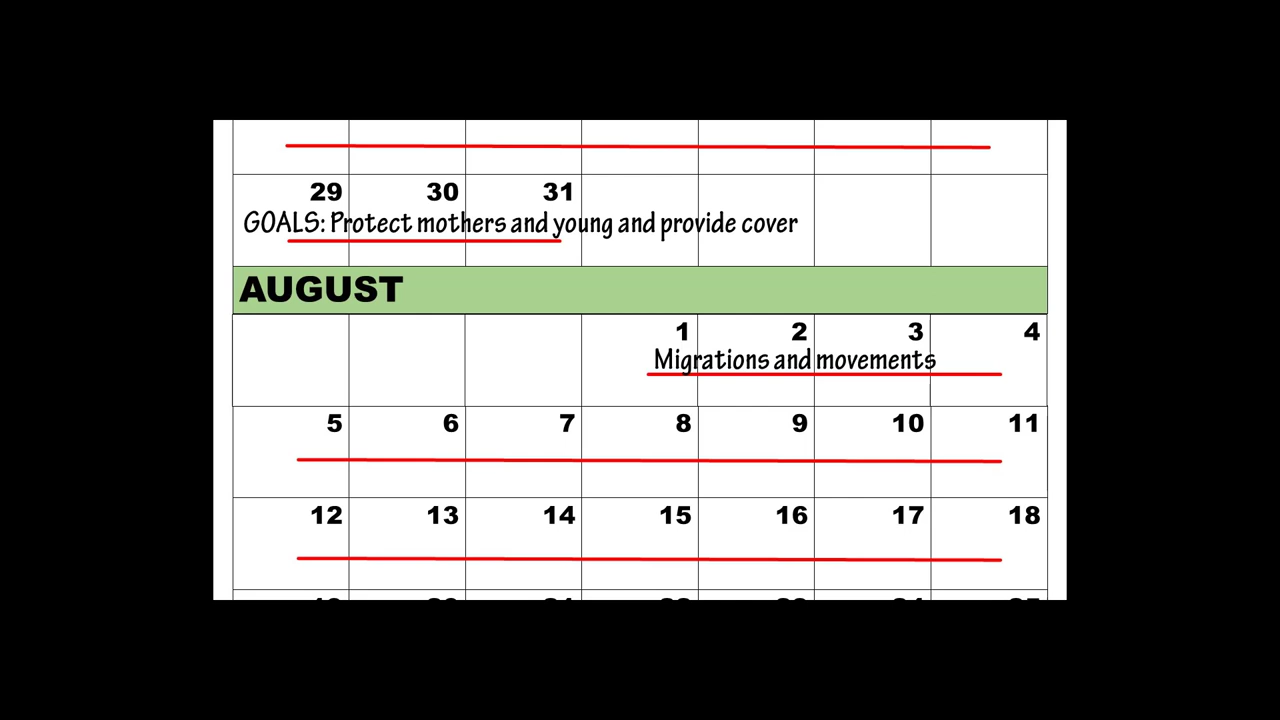 29 30 31
GOALS: Protect mothers and young and provide cover
AUGUST
1 2 3 4
Migrations and movements
5 6 7 8 9 10 11
12 13 14 15 16 17 18